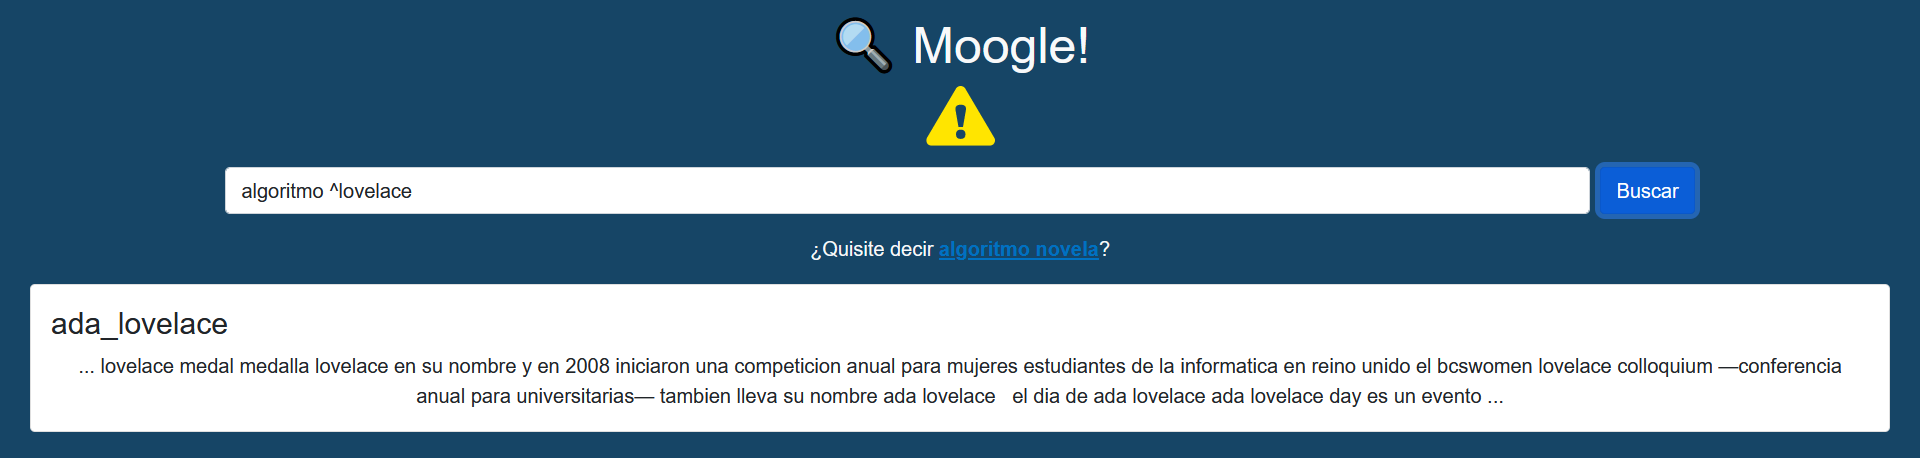 Moogle!
algoritmo ^lovelace
Buscar
¿Quisite decir algoritmo novela?
ada_lovelace
... lovelace medal medalla lovelace en su nombre y en 2008 iniciaron una competicion anual para mujeres estudiantes de la informatica en reino unido el bcswomen lovelace colloquium —conferencia
anual para universitarias— tambien lleva su nombre ada lovelace el dia de ada lovelace ada lovelace day es un evento ...